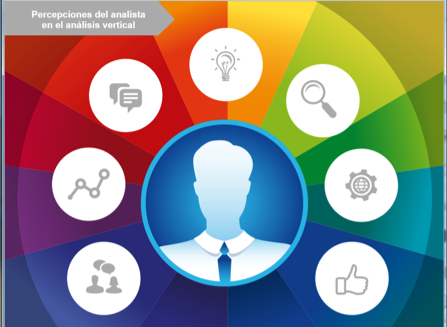 Percepciones del analista
en el análisis vertical